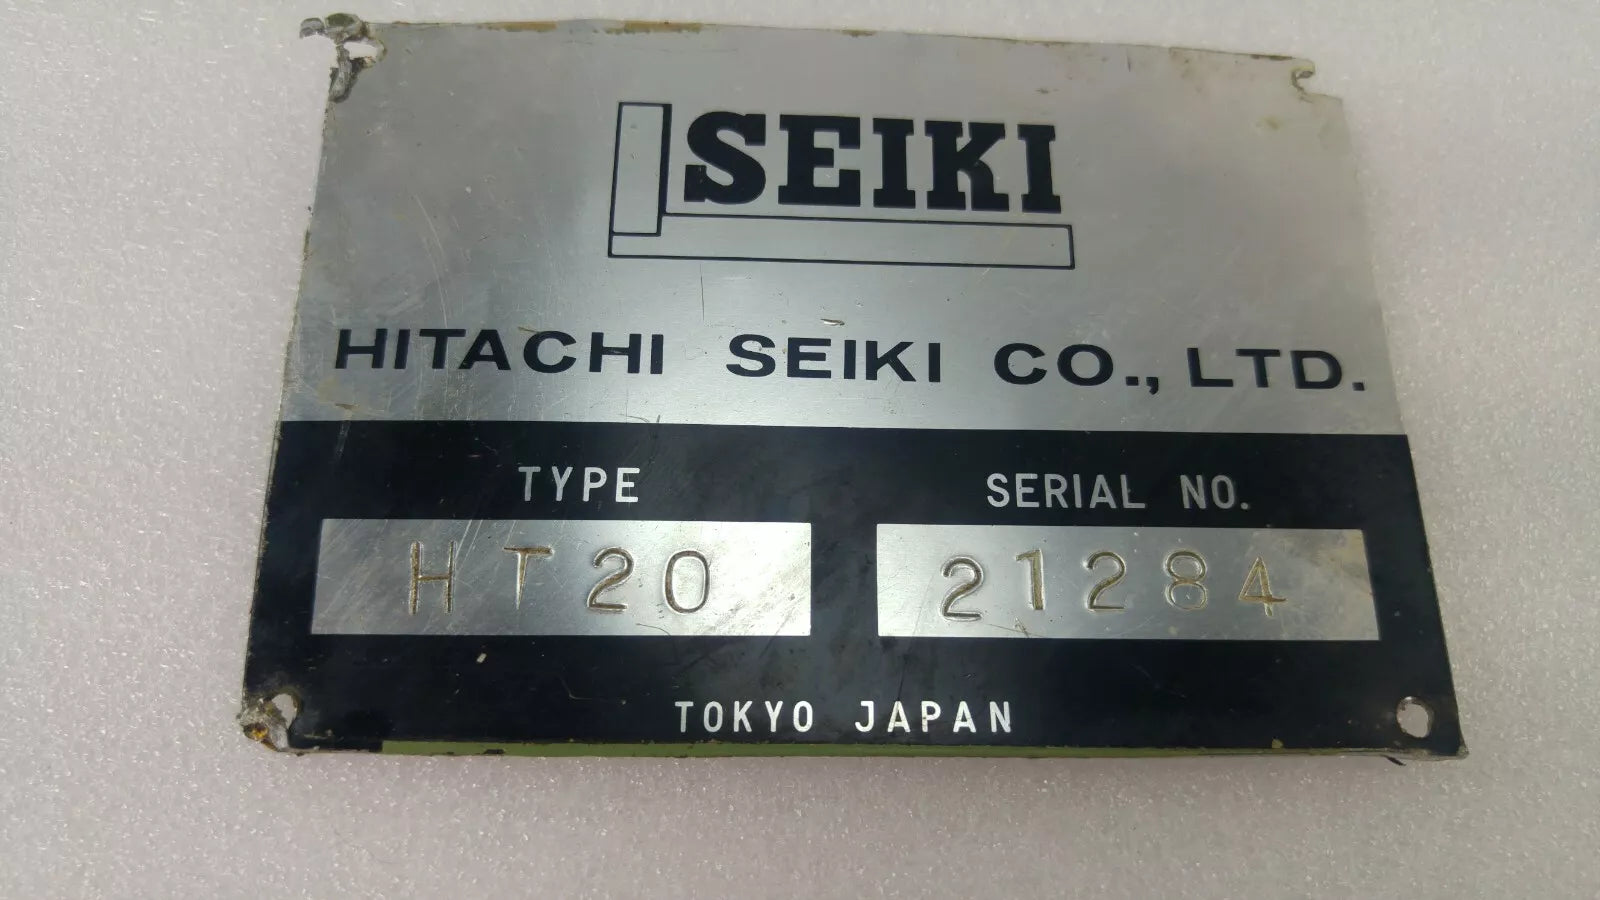 SEIKI
HITACHI SEIKI CO., LTD.
TYPE SERIAL NO.
HT20 21284
TOKYO JAPAN